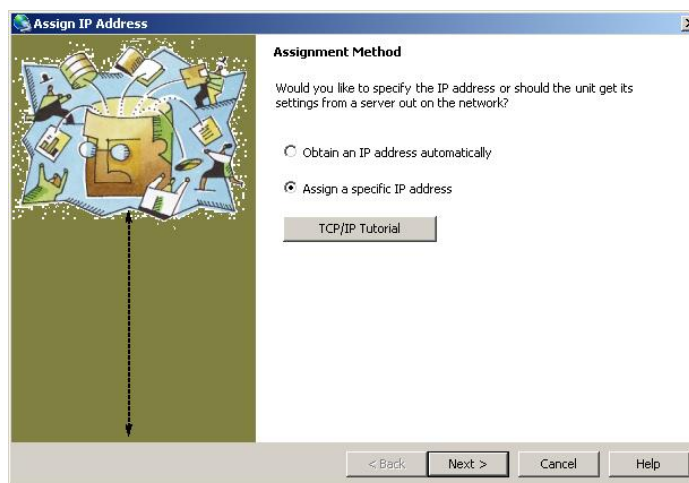 Assign IP Address
Assignment Method
Would you like to specify the IP address or should the unit get its
settings from a server out on the network?
Obtain an IP address automatically
Assign a specific IP address
TCP/IP Tutorial
< Back
Next >
Cancel
Help